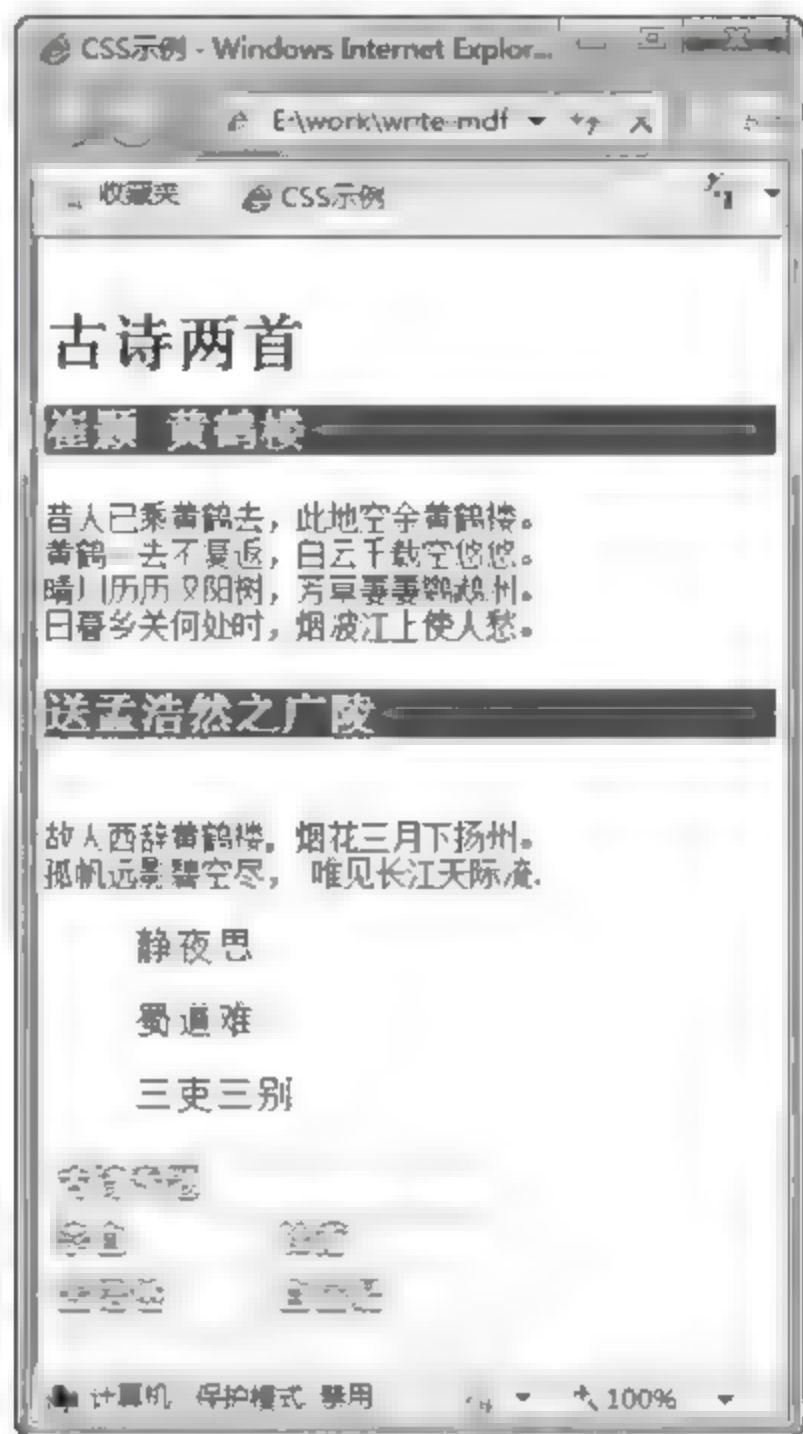 CSS示例 - Windows Internet Explor...
E:\work\write-mdf
收藏夹 CSS示例
古诗两首
崔颢 黄鹤楼
昔人已乘黄鹤去，此地空余黄鹤楼。
黄鹤一去不复返，白云千载空悠悠。
晴川历历汉阳树，芳草萋萋鹦鹉州。
日暮乡关何处时，烟波江上使人愁。
送孟浩然之广陵
故人西辞黄鹤楼，烟花三月下扬州。
孤帆远景碧空尽， 唯见长江天际流.
静夜思
蜀道难
三吏三别
计算机 保护模式 禁用 100%